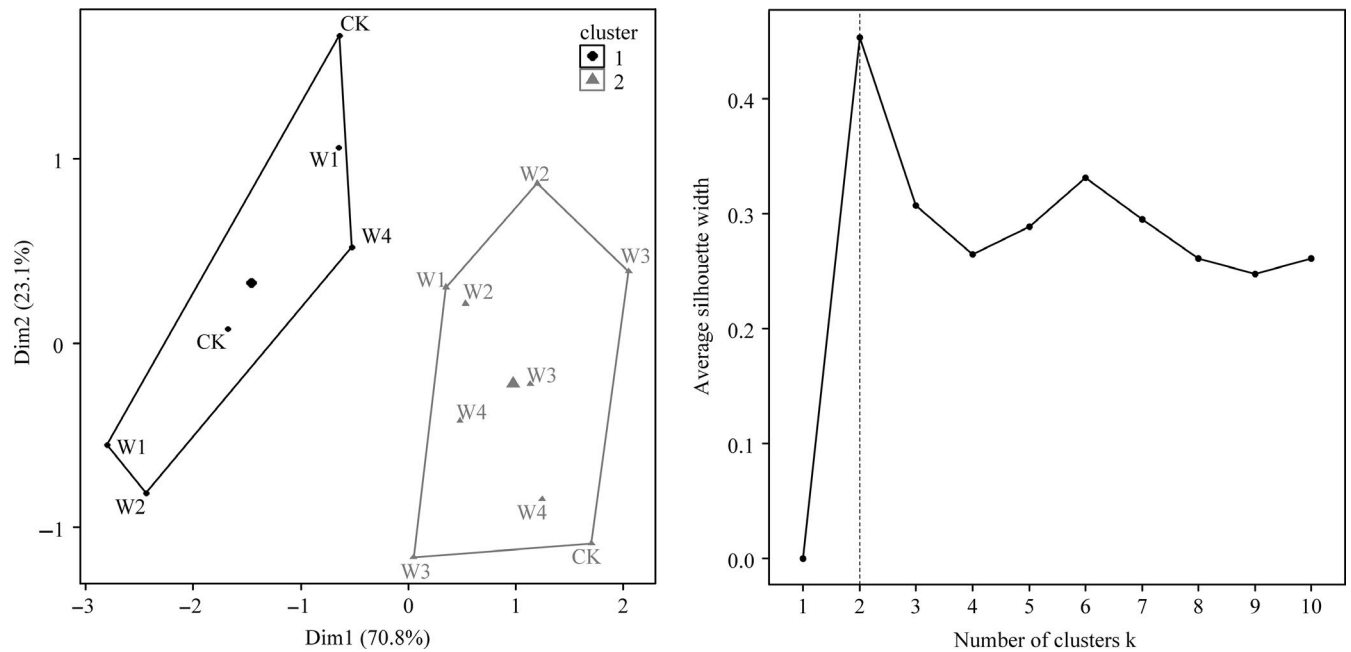 CK
cluster
1
2
W1
W4
CK
W1
W2
W2
W3
W1
W2
W3
W4
W4
CK
W3
1
0
−1
Dim2 (23.1%)
−3
−2
−1
0
1
2
Dim1 (70.8%)
0.4
0.3
0.2
0.1
0.0
Average silhouette width
1
2
3
4
5
6
7
8
9
10
Number of clusters k